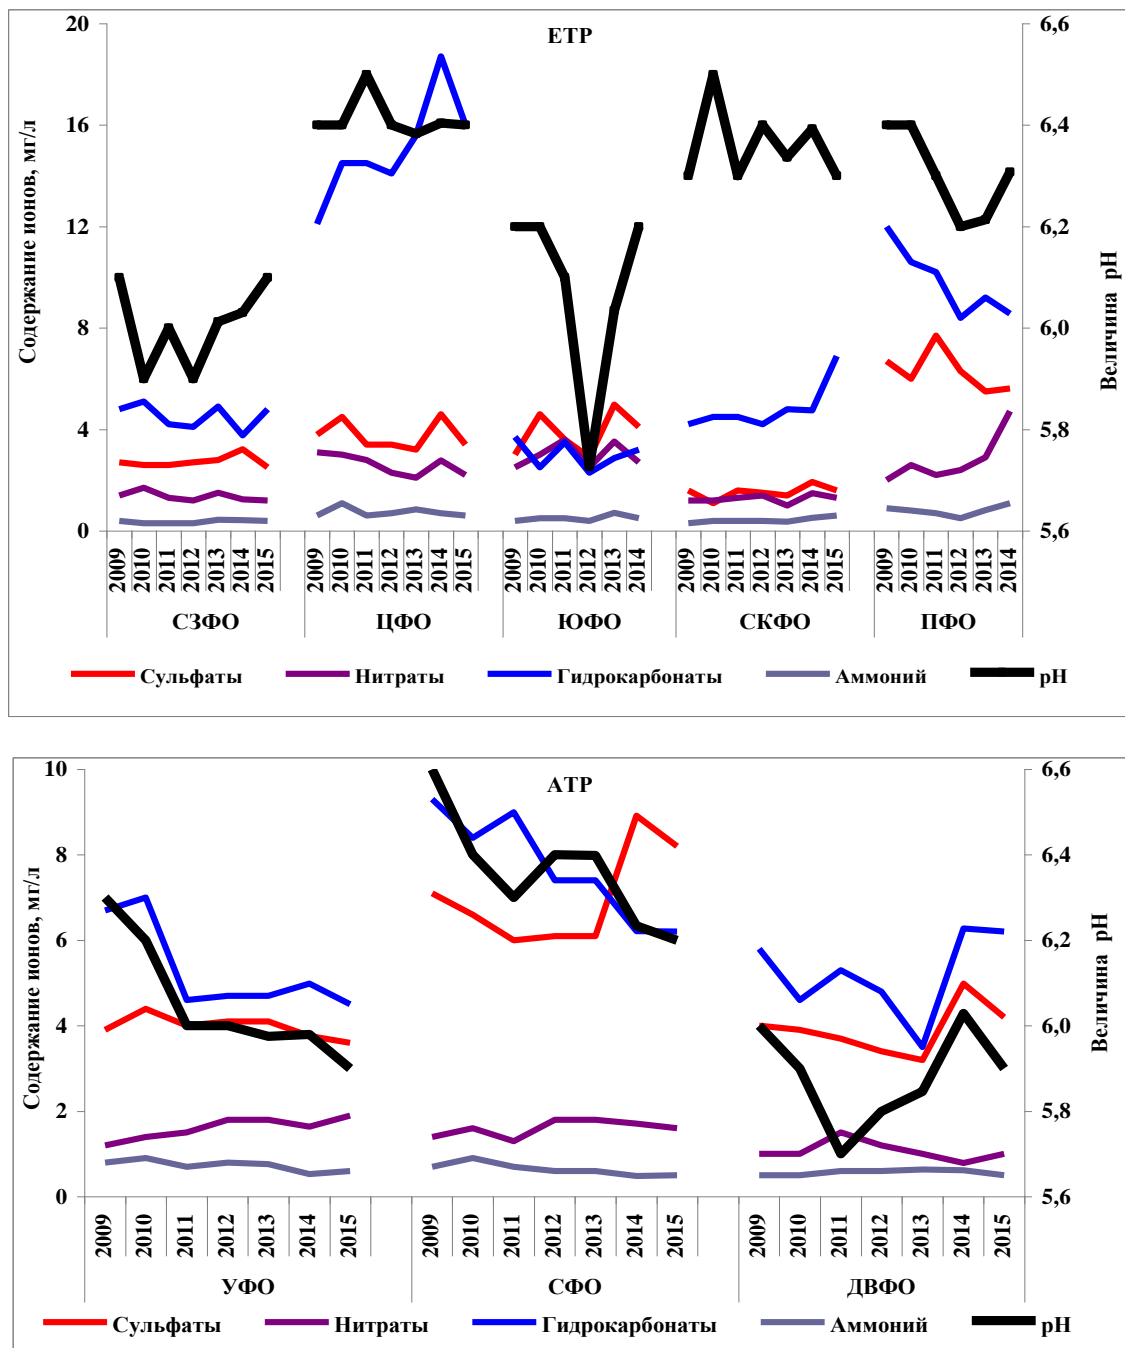 ЕТР
Содержание ионов, мг/л
20
16
12
8
4
0
6,6
6,4
6,2
6,0
5,8
5,6
Величина рН
2009 2010 2011 2012 2013 2014 2015
2009 2010 2011 2012 2013 2014 2015
2009 2010 2011 2012 2013 2014
2009 2010 2011 2012 2013 2014 2015
2009 2010 2011 2012 2013 2014
СЗФО ЦФО ЮФО СКФО ПФО
Сульфаты Нитраты Гидрокарбонаты Аммоний рН
АТР
Содержание ионов, мг/л
10
8
6
4
2
0
6,6
6,4
6,2
6,0
5,8
5,6
Величина рН
2009 2010 2011 2012 2013 2014 2015
2009 2010 2011 2012 2013 2014 2015
2009 2010 2011 2012 2013 2014 2015
УФО СФО ДВФО
Сульфаты Нитраты Гидрокарбонаты Аммоний рН